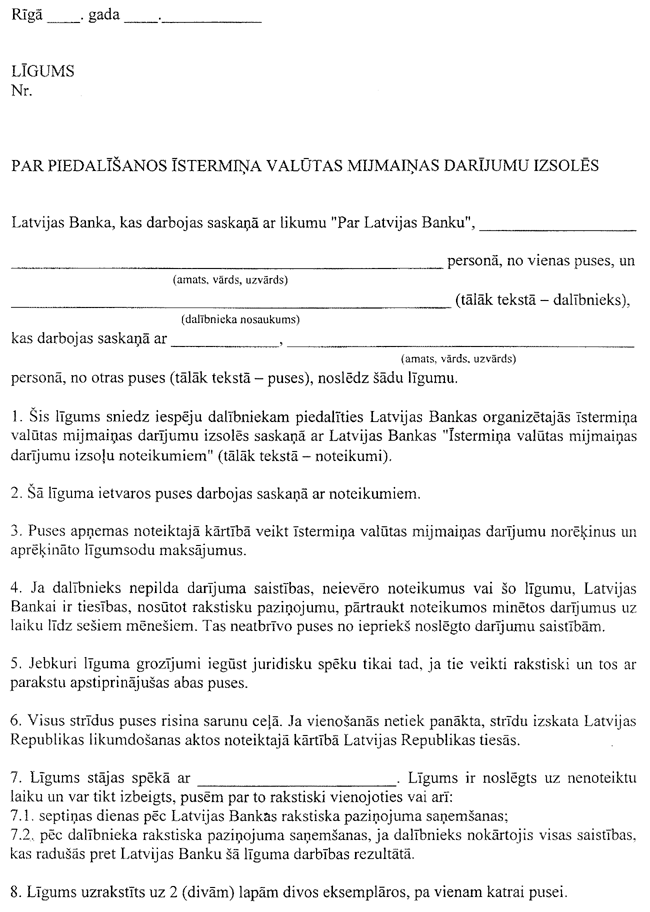 Rīgā ____. gada ____.____________
LĪGUMS
Nr.
PAR PIEDALĪŠANOS ĪSTERMIŅA VALŪTAS MIJMAIŅAS DARĪJUMU IZSOLĒS
Latvijas Banka, kas darbojas saskaņā ar likumu "Par Latvijas Banku", ___________________
____________________________________________________ personā, no vienas puses, un
(amats, vārds, uzvārds)
_____________________________________________________ (tālāk tekstā – dalībnieks),
(dalībnieka nosaukums)
kas darbojas saskaņā ar _____________, __________________________________________
(amats, vārds, uzvārds)
personā, no otras puses (tālāk tekstā – puses), noslēdz šādu līgumu.
1. Šis līgums sniedz iespēju dalībniekam piedalīties Latvijas Bankas organizētajās īstermiņa
valūtas mijmaiņas darījumu izsolēs saskaņā ar Latvijas Bankas "Īstermiņa valūtas mijmaiņas
darījumu izsoļu noteikumiem" (tālāk tekstā – noteikumi).
2. Šā līguma ietvaros puses darbojas saskaņā ar noteikumiem.
3. Puses apņemas noteiktajā kārtībā veikt īstermiņa valūtas mijmaiņas darījumu norēķinus un
aprēķināto līgumsodu maksājumus.
4. Ja dalībnieks nepilda darījuma saistības, neievēro noteikumus vai šo līgumu, Latvijas
Bankai ir tiesības, nosūtot rakstisku paziņojumu, pārtraukt noteikumos minētos darījumus uz
laiku līdz sešiem mēnešiem. Tas neatbrīvo puses no iepriekš noslēgto darījumu saistībām.
5. Jebkuri līguma grozījumi iegūst juridisku spēku tikai tad, ja tie veikti rakstiski un tos ar
parakstu apstiprinājušas abas puses.
6. Visus strīdus puses risina sarunu ceļā. Ja vienošanās netiek panākta, strīdu izskata Latvijas
Republikas likumdošanas aktos noteiktajā kārtībā Latvijas Republikas tiesās.
7. Līgums stājas spēkā ar ________________________. Līgums ir noslēgts uz nenoteiktu
laiku un var tikt izbeigts, pusēm par to rakstiski vienojoties vai arī:
7.1. septiņas dienas pēc Latvijas Bankas rakstiska paziņojuma saņemšanas;
7.2. pēc dalībnieka rakstiska paziņojuma saņemšanas, ja dalībnieks nokārtojis visas saistības,
kas radušās pret Latvijas Banku šā līguma darbības rezultātā.
8. Līgums uzrakstīts uz 2 (divām) lapām divos eksemplāros, pa vienam katrai pusei.